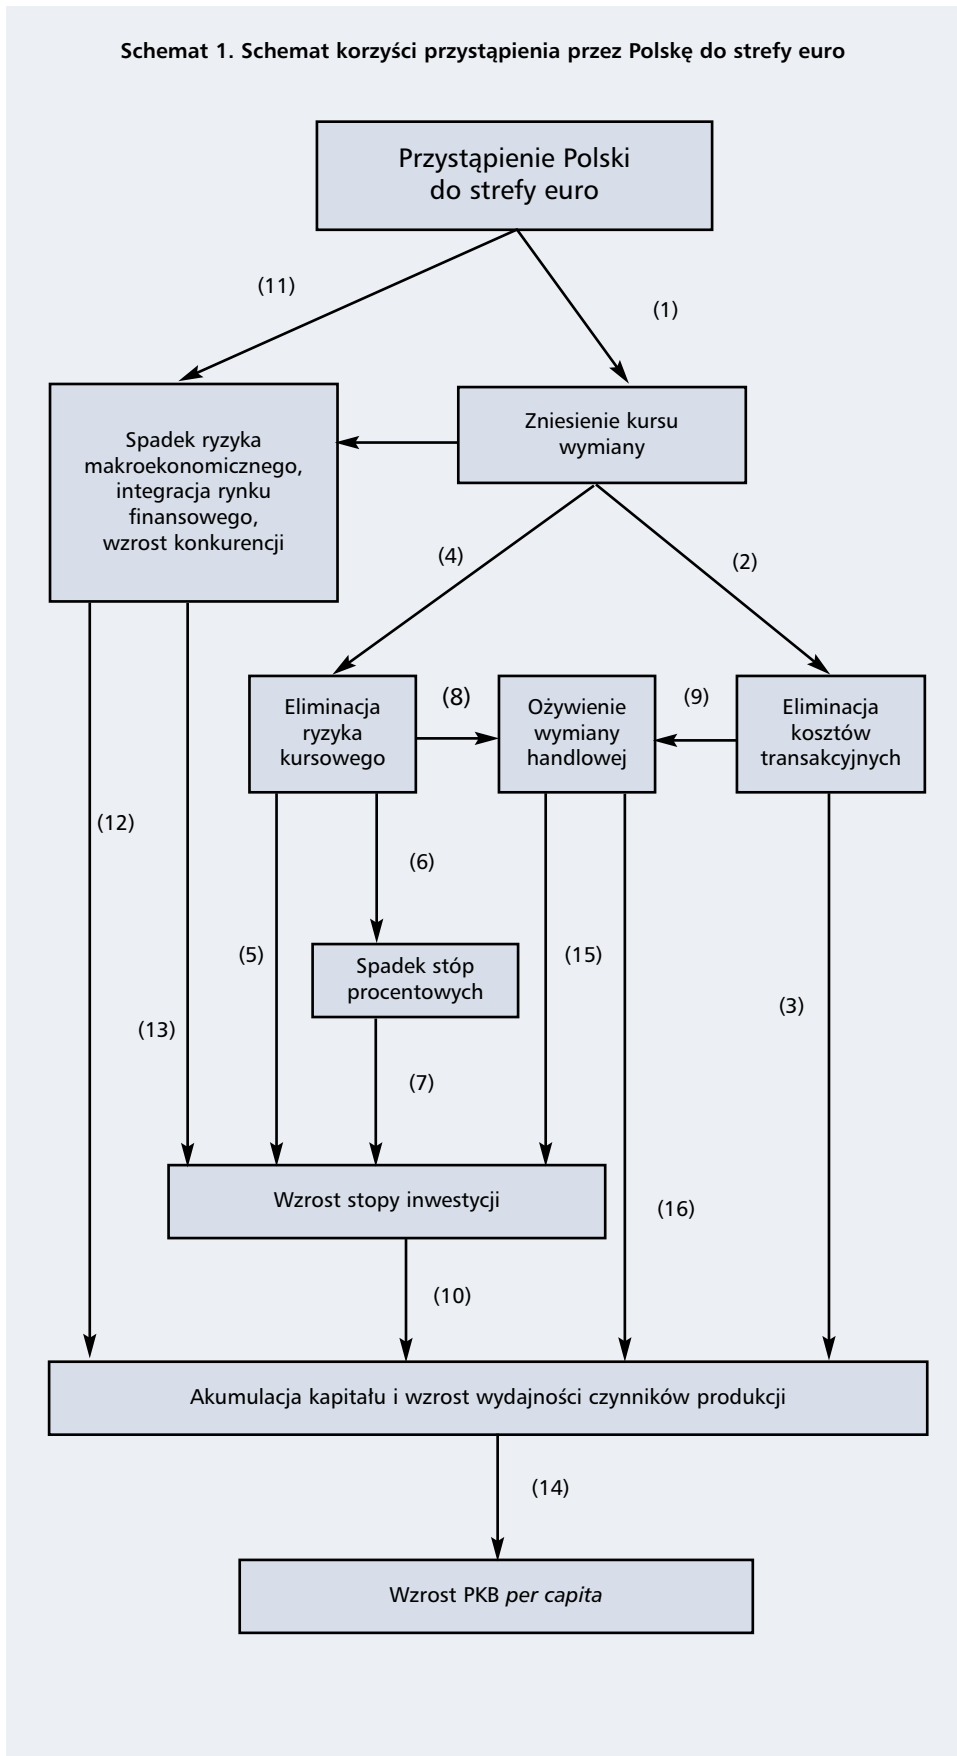 Schemat 1. Schemat korzyści przystąpienia przez Polskę do strefy euro
Przystąpienie Polski
do strefy euro
(11)
(1)
Spadek ryzyka
makroekonomicznego,
integracja rynku
finansowego,
wzrost konkurencji
Zniesienie kursu
wymiany
(4)
(2)
Eliminacja
ryzyka
kursowego
(8)
Ożywienie
wymiany
handlowej
(9)
Eliminacja
kosztów
transakcyjnych
(12)
(6)
(5)
Spadek stóp
procentowych
(15)
(3)
(13)
(7)
Wzrost stopy inwestycji
(16)
(10)
Akumulacja kapitału i wzrost wydajności czynników produkcji
(14)
Wzrost PKB per capita